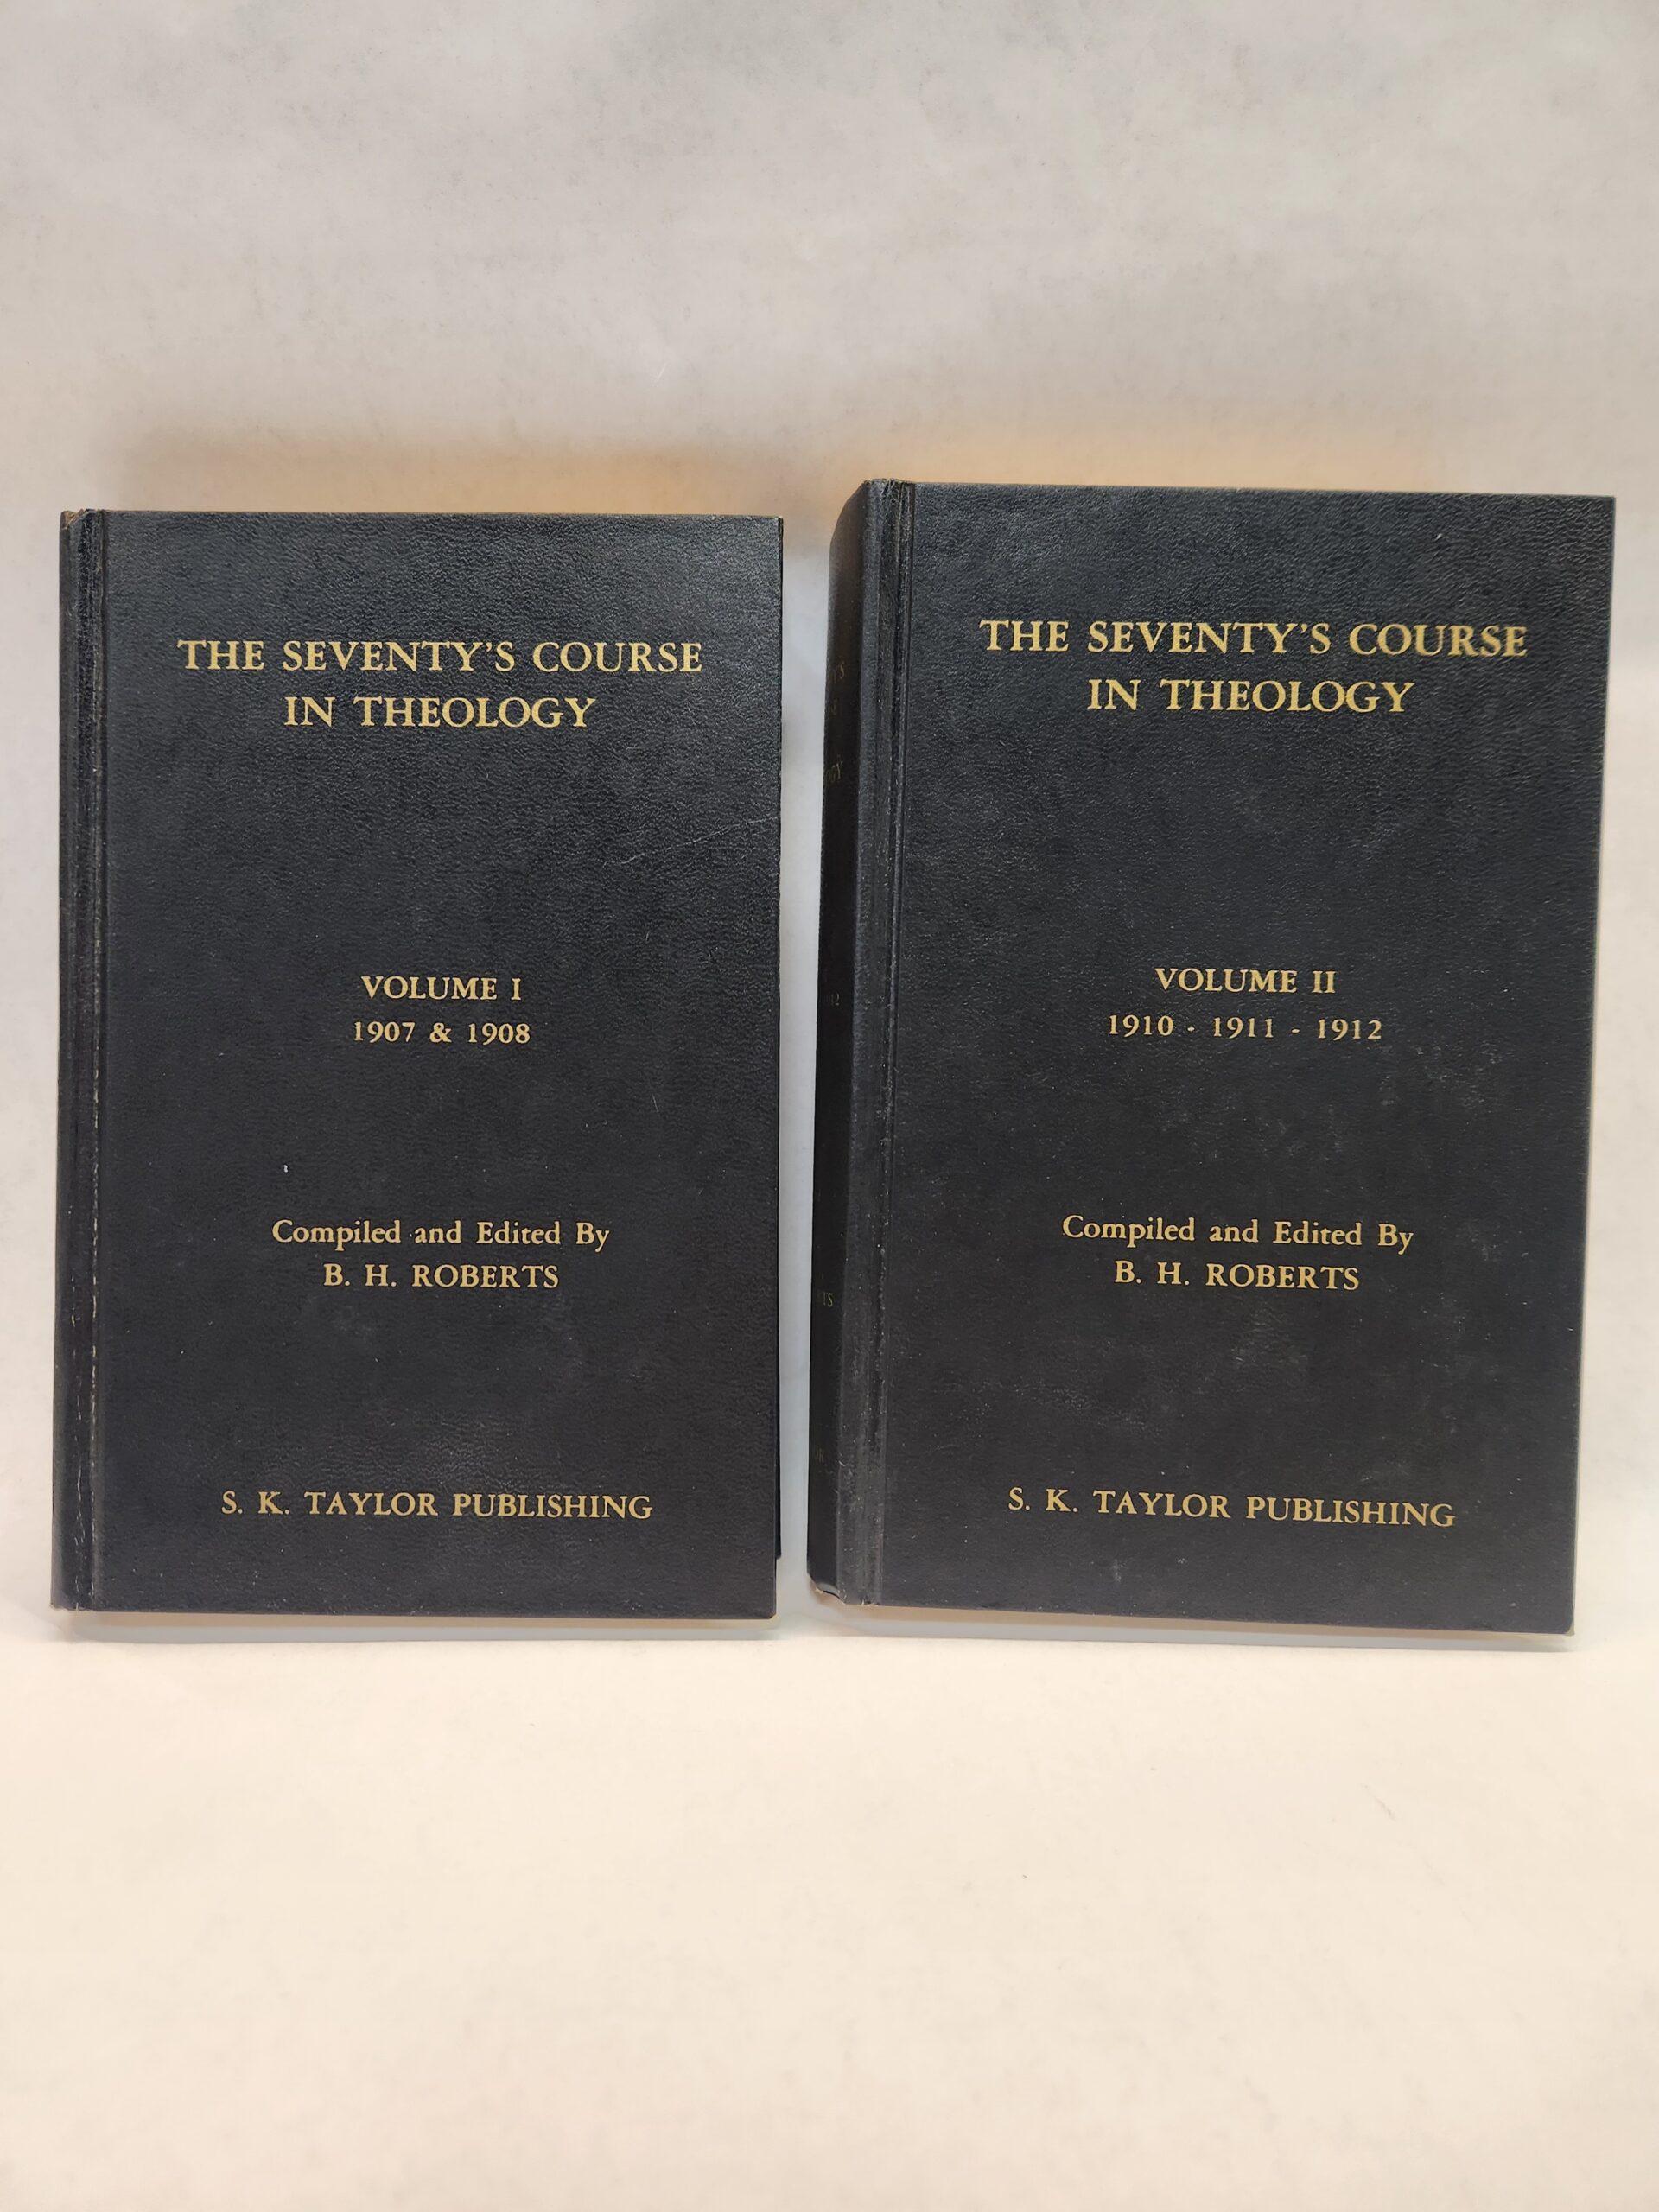 THE SEVENTY'S COURSE
IN THEOLOGY
VOLUME I
1907 & 1908
Compiled and Edited By
B. H. ROBERTS
S. K. TAYLOR PUBLISHING
THE SEVENTY'S COURSE
IN THEOLOGY
VOLUME II
1910 - 1911 - 1912
Compiled and Edited By
B. H. ROBERTS
S. K. TAYLOR PUBLISHING